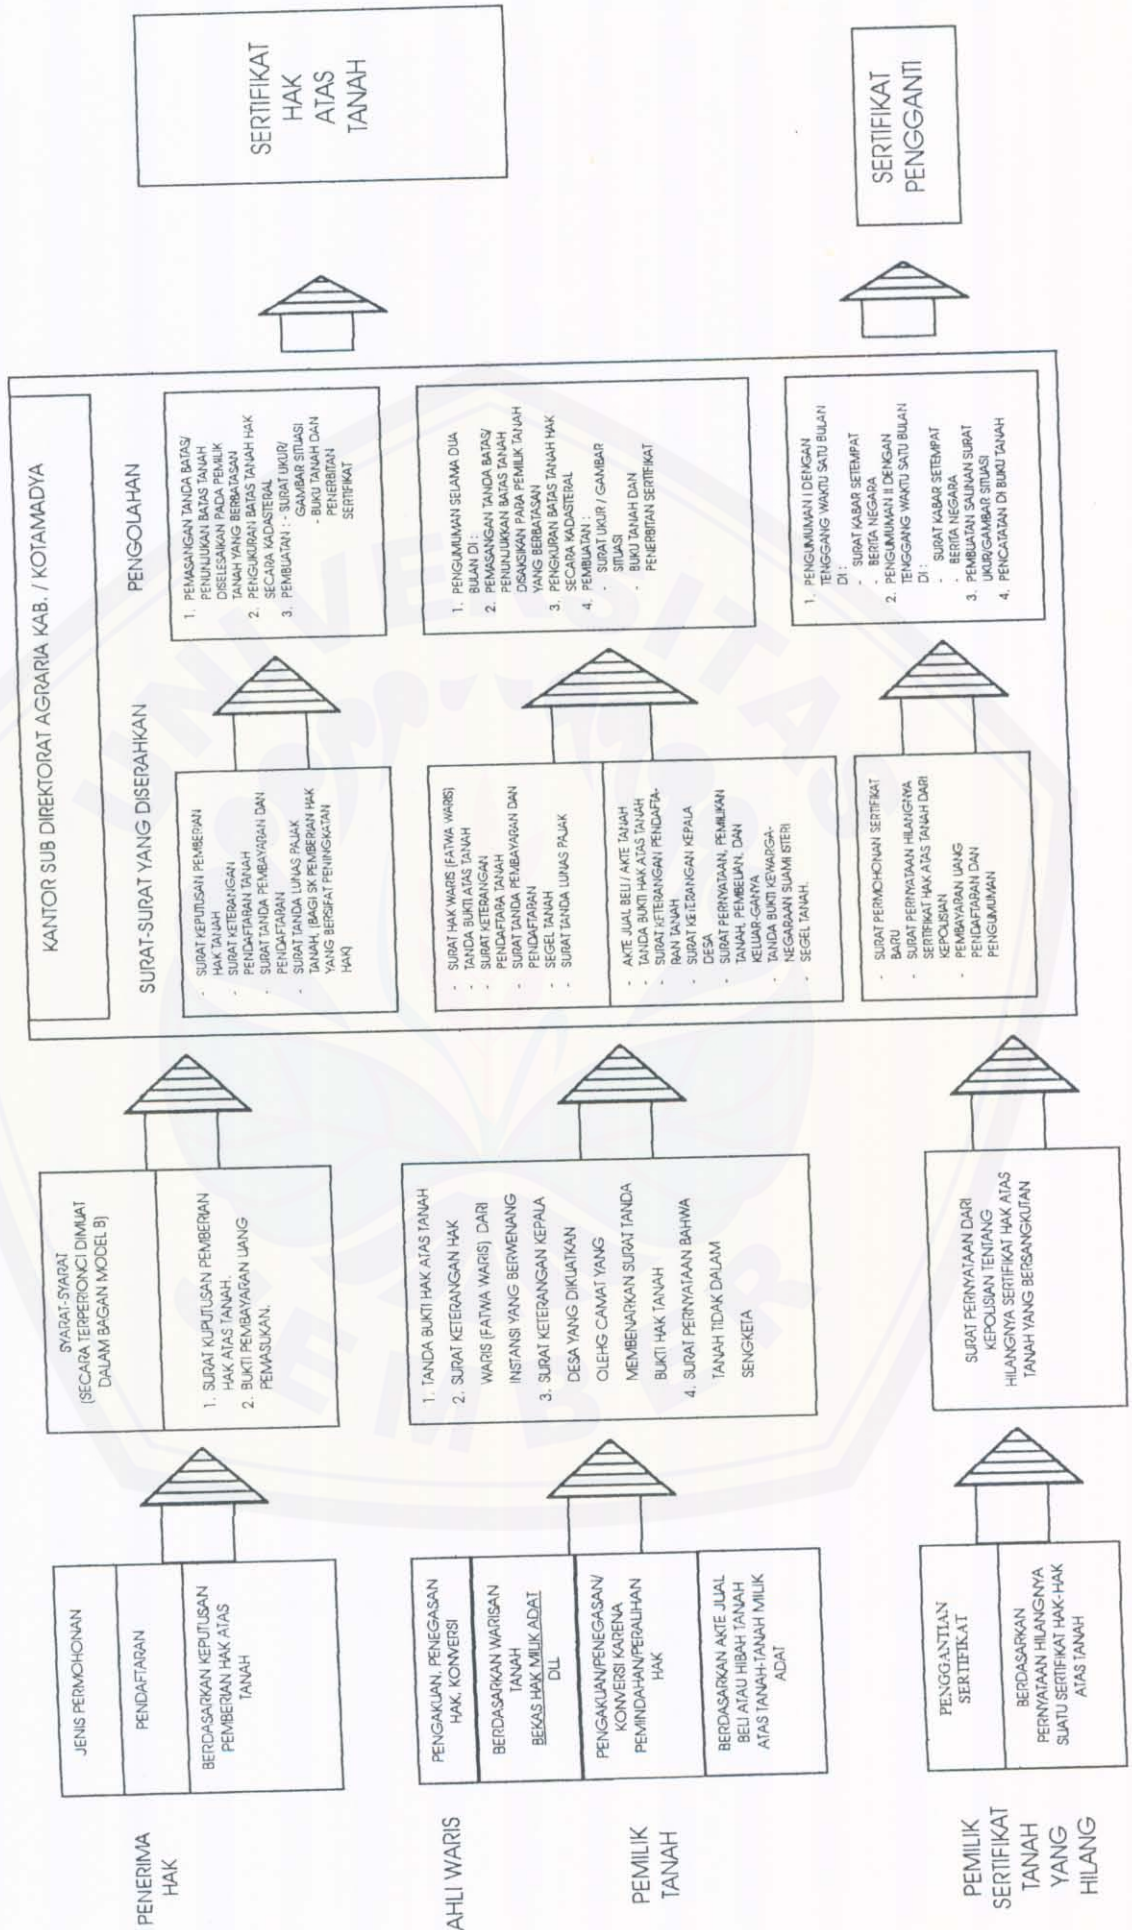 PENERIMA
HAK
JENIS PERMOHONAN
PENDAFTARAN
BERDASARKAN KEPUTUSAN
PEMBERIAN HAK ATAS
TANAH
SYARAT-SYARAT
(SECARA TERPERIONCI DIMUAT
DALAM BAGAN MODEL B)
1. SURAT KUPUTUSAN PEMBERIAN
HAK ATAS TANAH.
2. BUKTI PEMBAYARAN UANG
PEMASUKAN.
KANTOR SUB DIREKTORAT AGRARIA KAB. / KOTAMADYA
SURAT-SURAT YANG DISERAHKAN
PENGOLAHAN
- SURAT KEPUTUSAN PEMBERIAN
HAK TANAH
- SURAT KETERANGAN
PENDAFTARAN TANAH
- SURAT TANDA PEMBAYARAN DAN
PENDAFTARAN
- SURAT TANDA LUNAS PAJAK
TANAH, (BAGI SK PEMBERIAN HAK
YANG BERSIFAT PENINGKATAN
HAK)
1. PEMASANGAN TANDA BATAS/
PENUNJUKAN BATAS TANAH
DISELESAIKAN PADA PEMILIK
TANAH YANG BERBATASAN
2. PENGUKURAN BATAS TANAH HAK
SECARA KADASTERAL
3. PEMBUATAN : - SURAT UKUR/
GAMBAR SITUASI
- BUKU TANAH DAN
PENERBITAN
SERTIFIKAT
SERTIFIKAT
HAK
ATAS
TANAH
AHLI WARIS
PENGAKUAN. PENEGASAN
HAK, KONVERSI
BERDASARKAN WARISAN
TANAH
BEKAS HAK MILIK ADAT
DLL
PEMILIK
TANAH
PENGAKUAN/PENEGASAN/
KONVERSI KARENA
PEMINDAHAN/PERALIHAN
HAK
BERDASARKAN AKTE JUAL
BELI ATAU HIBAH TANAH
ATAS TANAH-TANAH MILIK
ADAT
1. TANDA BUKTI HAK ATAS TANAH
2. SURAT KETERANGAN HAK
WARIS (FATWA WARIS) DARI
INSTANSI YANG BERWENANG
3. SURAT KETERANGAN KEPALA
DESA YANG DIKUATKAN
OLEHG CAMAT YANG
MEMBENARKAN SURAT TANDA
BUKTI HAK TANAH
4. SURAT PERNYATAAN BAHWA
TANAH TIDAK DALAM
SENGKETA
- SURAT HAK WARIS (FATWA WARIS)
- TANDA BUKTI ATAS TANAH
- SURAT KETERANGAN
PENDAFTARA TANAH
- SURAT TANDA PEMBAYARAN DAN
PENDAFTARAN
- SEGEL TANAH
- SURAT TANDA LUNAS PAJAK
- AKTE JUAL BELI / AKTE TANAH
- TANDA BUKTI HAK ATAS TANAH
- SURAT KETERANGAN PENDAFTA-
RAN TANAH
- SURAT KETERANGAN KEPALA
DESA
- SURAT PERNYATAAN, PEMILIKAN
TANAH, PEMBELIAN, DAN
KELUAR-GANYA
- TANDA BUKTI KEWARGA-
NEGARAAN SUAMI ISTERI
- SEGEL TANAH.
1. PENGUMUMAN SELAMA DUA
BULAN DI :
2. PEMASANGAN TANDA BATAS/
PENUNJUKKAN BATAS TANAH
DISAKSIKAN PARA PEMILIK TANAH
YANG BERBATASAN
3. PENGKURAN BATAS TANAH HAK
SECARA KADASTERAL
4. PEMBUATAN :
- SURAT UKUR / GAMBAR
SITUASI
- BUKU TANAH DAN
PENERBITAN SERTIFIKAT
PEMILIK
SERTIFIKAT
TANAH
YANG
HILANG
PENGGANTIAN
SERTIFIKAT
BERDASARKAN
PERNYATAAN HILANGNYA
SUATU SERTIFIKAT HAK-HAK
ATAS TANAH
SURAT PERNYATAAN DARI
KEPOLISIAN TENTANG
HILANGNYA SERTIFIKAT HAK ATAS
TANAH YANG BERSANGKUTAN
- SURAT PERMOHONAN SERTIFIKAT
BARU
- SURAT PERNYATAAN HILANGNYA
SERTIFIKAT HAK ATAS TANAH DARI
KEPOLISIAN
- PEMBAYARAN UANG
- PENDAFTARAN DAN
PENGUMUMAN
1. PENGUMUMAN I DENGAN
TENGGANG WAKTU SATU BULAN
DI :
- SURAT KABAR SETEMPAT
- BERITA NEGARA
2. PENGUMUMAN II DENGAN
TENGGANG WAKTU SATU BULAN
DI :
- SURAT KABAR SETEMPAT
- BERITA NEGARA
3. PEMBUATAN SALINAN SURAT
UKUR/GAMBAR SITUASI
4. PENCATATAN DI BUKU TANAH
SERTIFIKAT
PENGGANTI
UNIVERSITAS
JEMBER